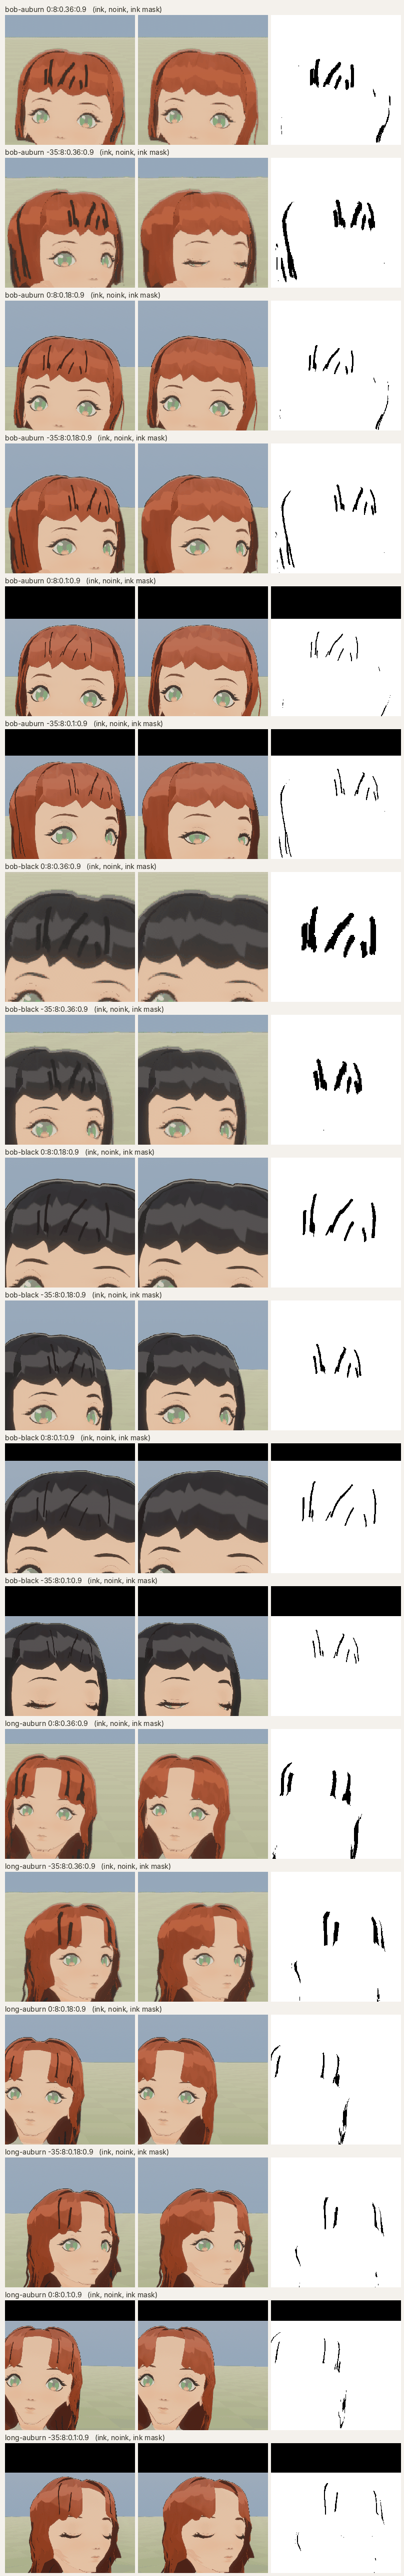 bob-auburn 0:8:0.36:0.9 (ink, noink, ink mask)
bob-auburn -35:8:0.36:0.9 (ink, noink, ink mask)
bob-auburn 0:8:0.18:0.9 (ink, noink, ink mask)
bob-auburn -35:8:0.18:0.9 (ink, noink, ink mask)
bob-auburn 0:8:0.1:0.9 (ink, noink, ink mask)
bob-auburn -35:8:0.1:0.9 (ink, noink, ink mask)
bob-black 0:8:0.36:0.9 (ink, noink, ink mask)
bob-black -35:8:0.36:0.9 (ink, noink, ink mask)
bob-black 0:8:0.18:0.9 (ink, noink, ink mask)
bob-black -35:8:0.18:0.9 (ink, noink, ink mask)
bob-black 0:8:0.1:0.9 (ink, noink, ink mask)
bob-black -35:8:0.1:0.9 (ink, noink, ink mask)
long-auburn 0:8:0.36:0.9 (ink, noink, ink mask)
long-auburn -35:8:0.36:0.9 (ink, noink, ink mask)
long-auburn 0:8:0.18:0.9 (ink, noink, ink mask)
long-auburn -35:8:0.18:0.9 (ink, noink, ink mask)
long-auburn 0:8:0.1:0.9 (ink, noink, ink mask)
long-auburn -35:8:0.1:0.9 (ink, noink, ink mask)